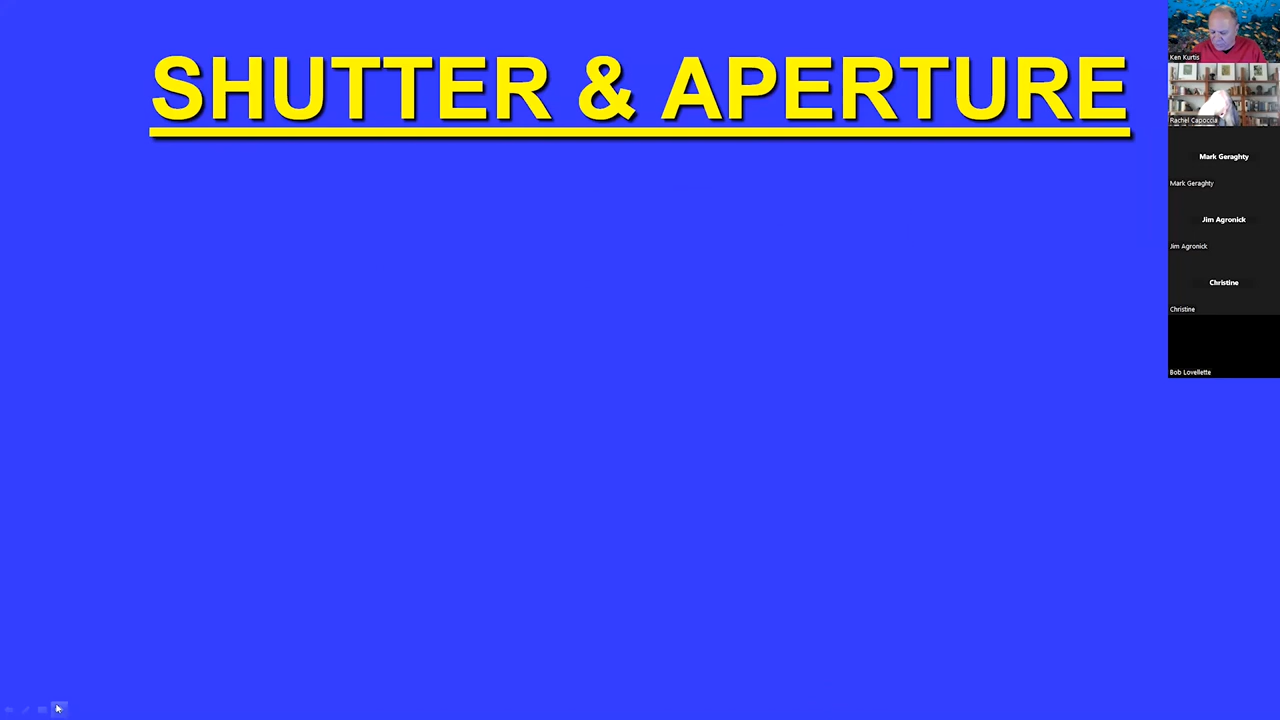 SHUTTER & APERTURE
Ken Kurtis
Rachel Capoccia
Mark Geraghty
Mark Geraghty
Jim Agronick
Jim Agronick
Christine
Christine
Bob Lovellette